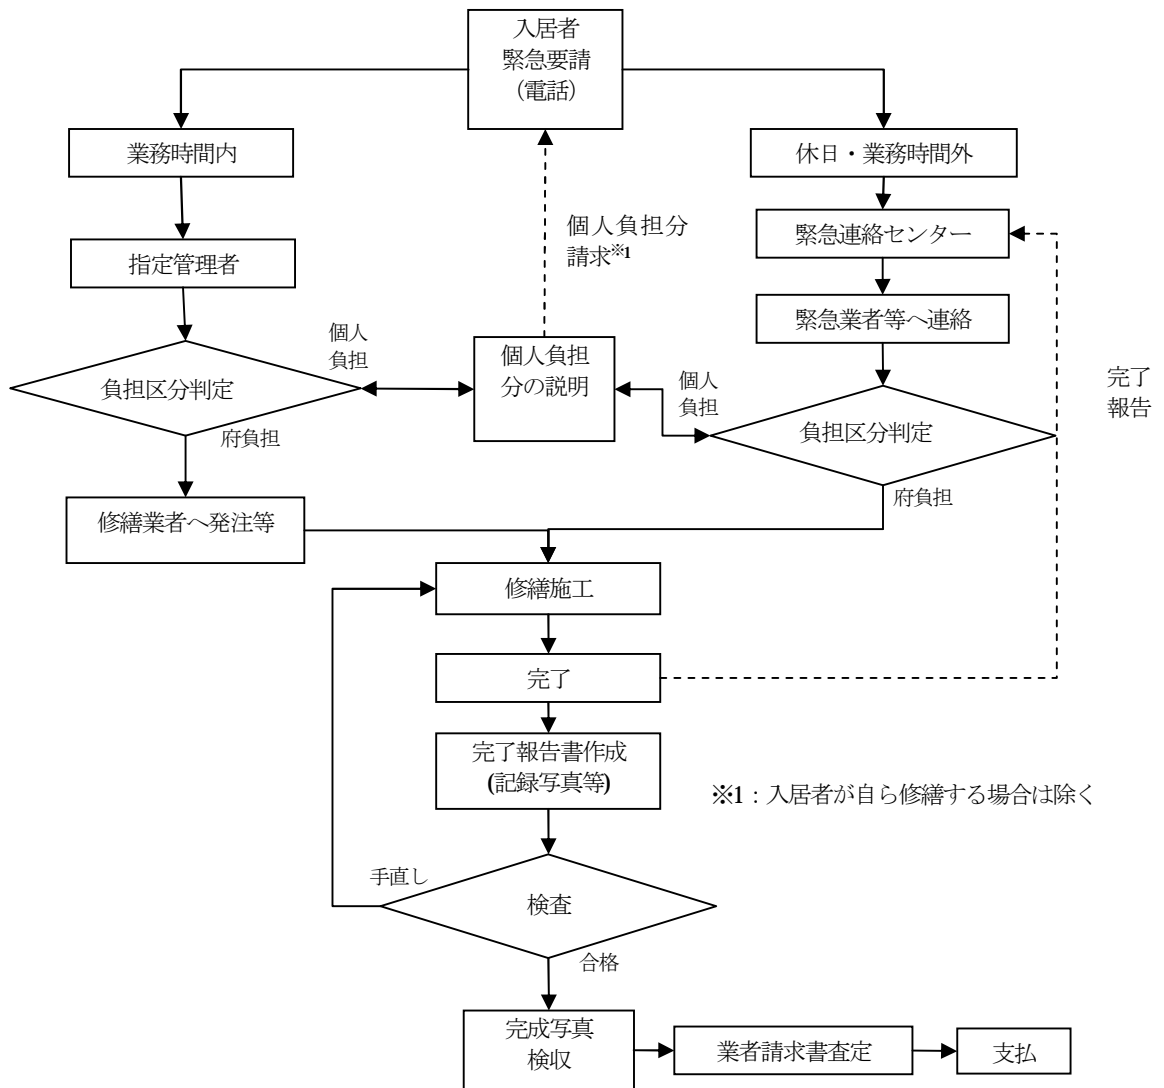 入居者
緊急要請
（電話）
業務時間内
休日・業務時間外
個人負担分
請求※1
緊急連絡センター
指定管理者
緊急業者等へ連絡
個人
負担
個人負担
分の説明
個人
負担
完了
報告
負担区分判定
負担区分判定
府負担
府負担
修繕業者へ発注等
修繕施工
完了
完了報告書作成
(記録写真等)
※1：入居者が自ら修繕する場合は除く
手直し
検査
合格
完成写真
検収
業者請求書査定
支払